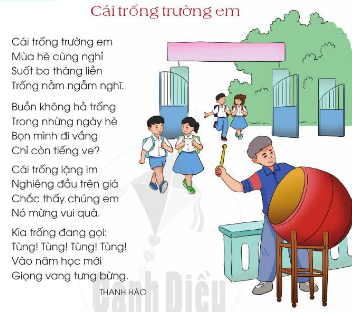 Cái trống trường em
Cái trống trường em
Mùa hè cũng nghỉ
Suốt ba tháng liền
Trống nằm ngẫm nghĩ.
Buồn không hả trống
Trong những ngày hè
Bọn mình đi vắng
Chỉ còn tiếng ve?
Cái trống lặng im
Nghiêng đầu trên giá
Chắc thấy chúng em
Nó mừng vui quá.
Kìa trống đang gọi:
Tùng! Tùng! Tùng! Tùng!
Vào năm học mới
Giọng vang tưng bừng.
THANH HÀO
Cánh Diều